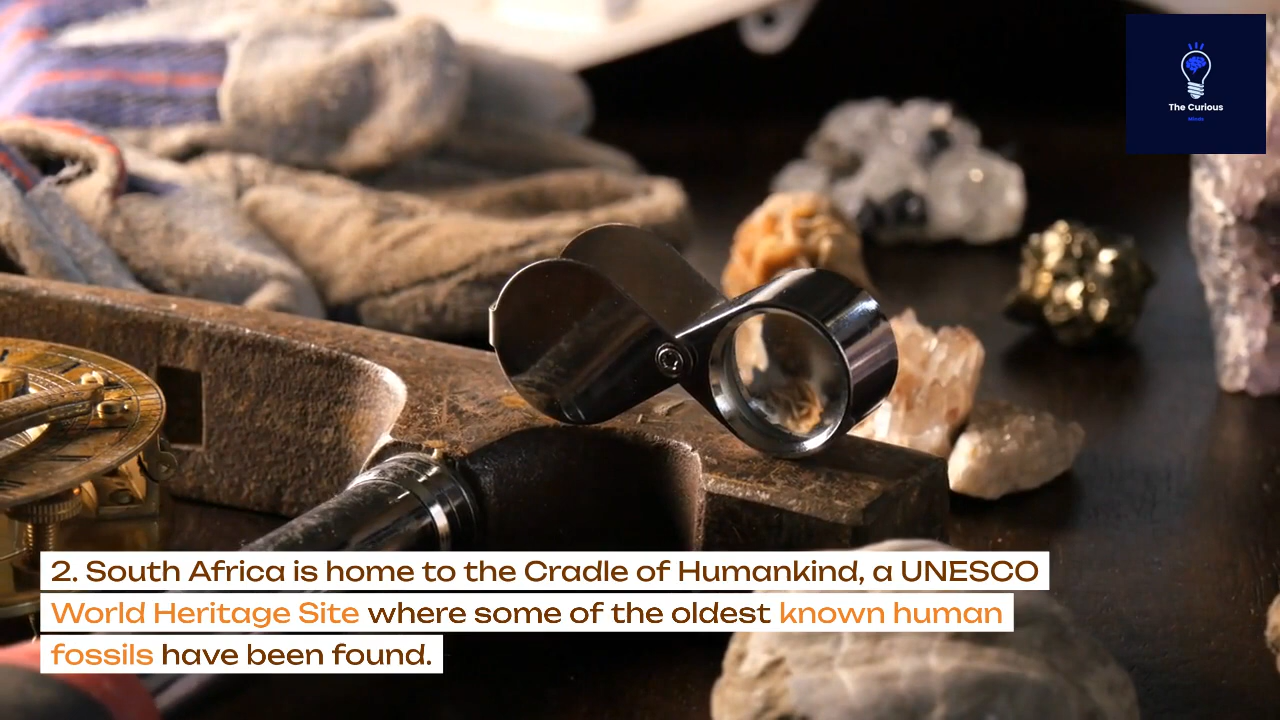 The Curious
Minds
2. South Africa is home to the Cradle of Humankind, a UNESCO
World Heritage Site where some of the oldest known human
fossils have been found.